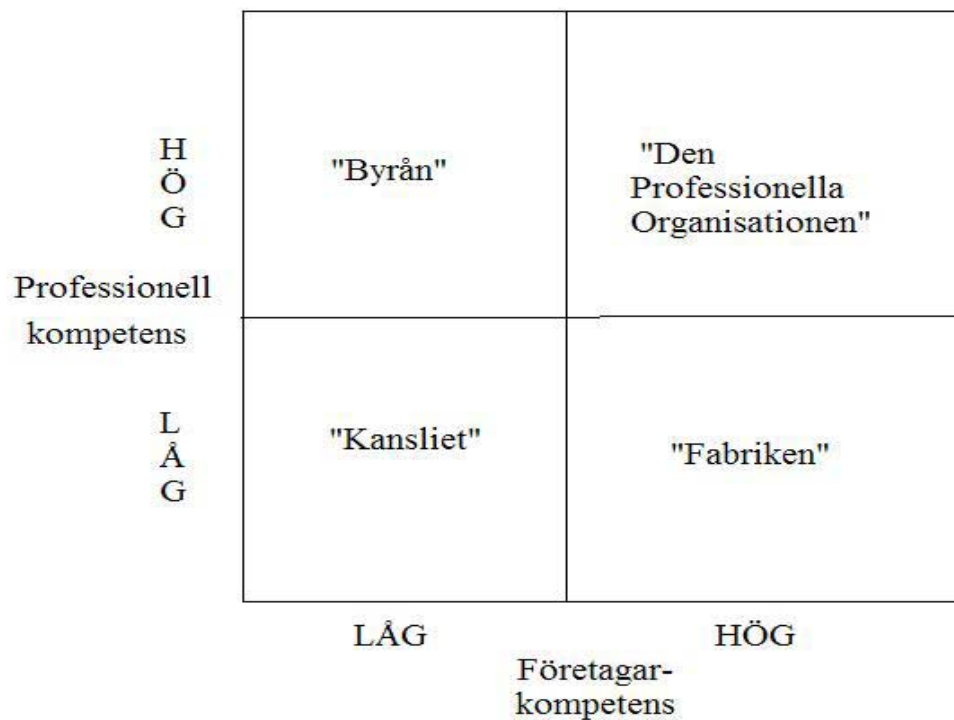 H
Ö
G
"Byrån"
"Den
Professionella
Organisationen"
Professionell
kompetens
L
Å
G
"Kansliet"
"Fabriken"
LÅG
HÖG
Företagar-
kompetens